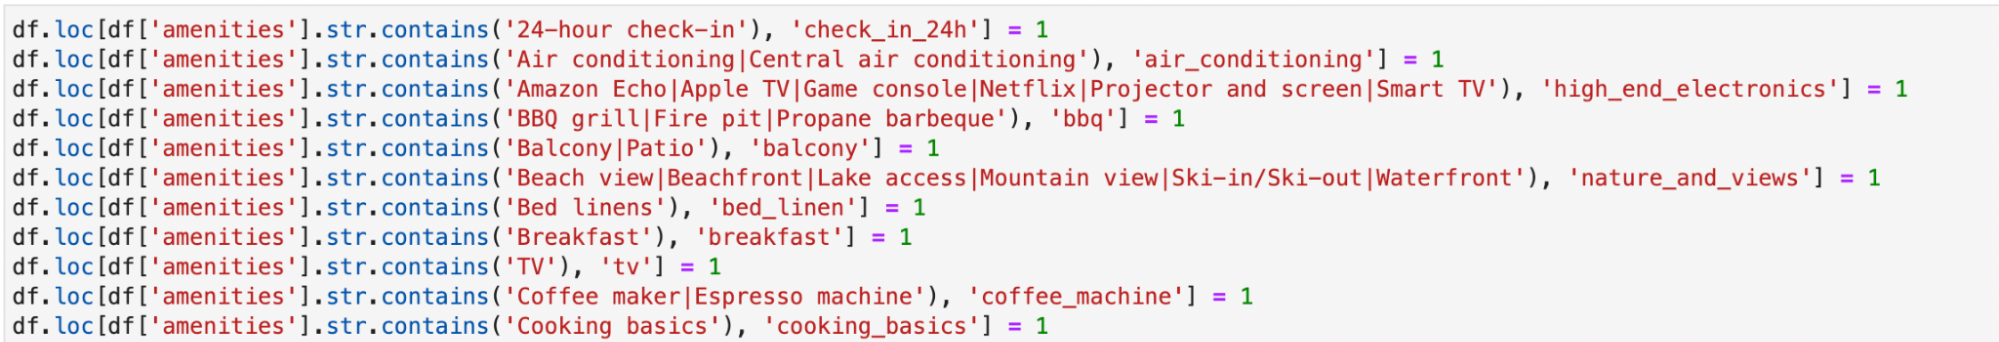 df.loc[df['amenities'].str.contains('24-hour check-in'), 'check_in_24h'] = 1
df.loc[df['amenities'].str.contains('Air conditioning|Central air conditioning'), 'air_conditioning'] = 1
df.loc[df['amenities'].str.contains('Amazon Echo|Apple TV|Game console|Netflix|Projector and screen|Smart TV'), 'high_end_electronics'] = 1
df.loc[df['amenities'].str.contains('BBQ grill|Fire pit|Propane barbeque'), 'bbq'] = 1
df.loc[df['amenities'].str.contains('Balcony|Patio'), 'balcony'] = 1
df.loc[df['amenities'].str.contains('Beach view|Beachfront|Lake access|Mountain view|Ski-in/Ski-out|Waterfront'), 'nature_and_views'] = 1
df.loc[df['amenities'].str.contains('Bed linens'), 'bed_linen'] = 1
df.loc[df['amenities'].str.contains('Breakfast'), 'breakfast'] = 1
df.loc[df['amenities'].str.contains('TV'), 'tv'] = 1
df.loc[df['amenities'].str.contains('Coffee maker|Espresso machine'), 'coffee_machine'] = 1
df.loc[df['amenities'].str.contains('Cooking basics'), 'cooking_basics'] = 1